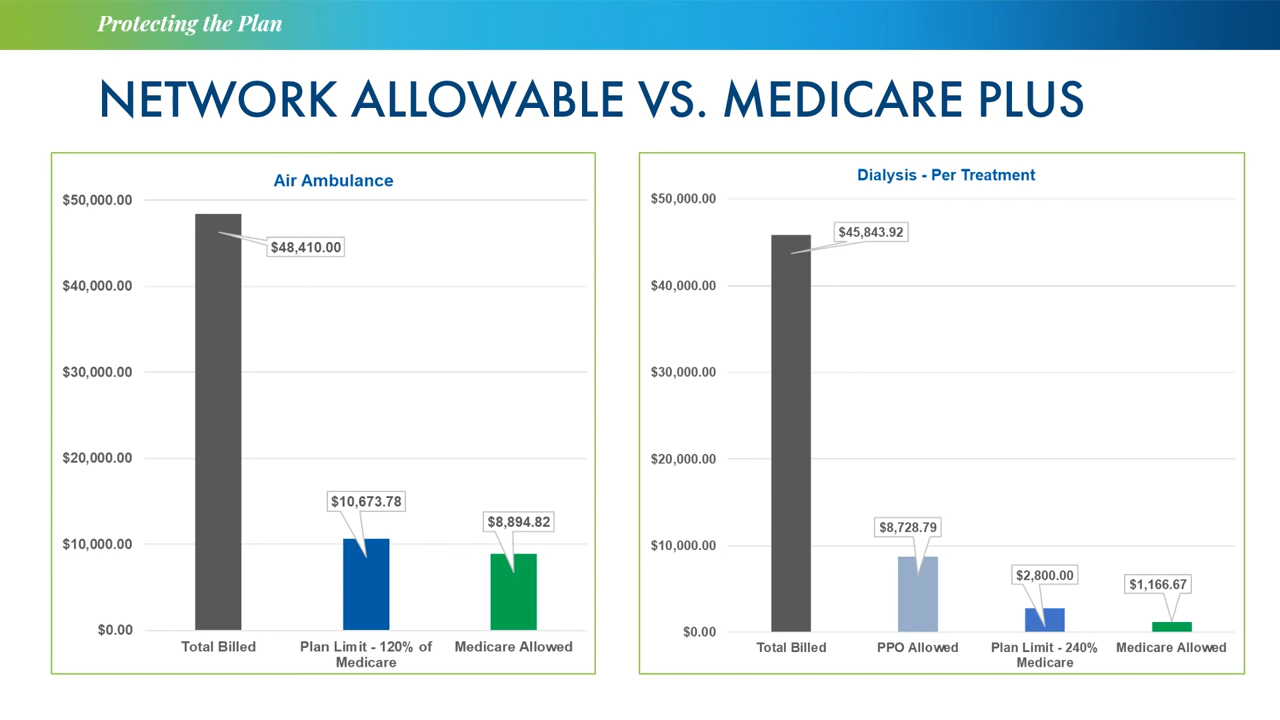 Protecting the Plan
NETWORK ALLOWABLE VS. MEDICARE PLUS
Air Ambulance
$50,000.00
$40,000.00
$30,000.00
$20,000.00
$10,000.00
$0.00
$48,410.00
$10,673.78
$8,894.82
Total Billed
Plan Limit - 120% of
Medicare
Medicare Allowed
Dialysis - Per Treatment
$50,000.00
$40,000.00
$30,000.00
$20,000.00
$10,000.00
$0.00
$45,843.92
$8,728.79
$2,800.00
$1,166.67
Total Billed
PPO Allowed
Plan Limit - 240%
Medicare
Medicare Allowed